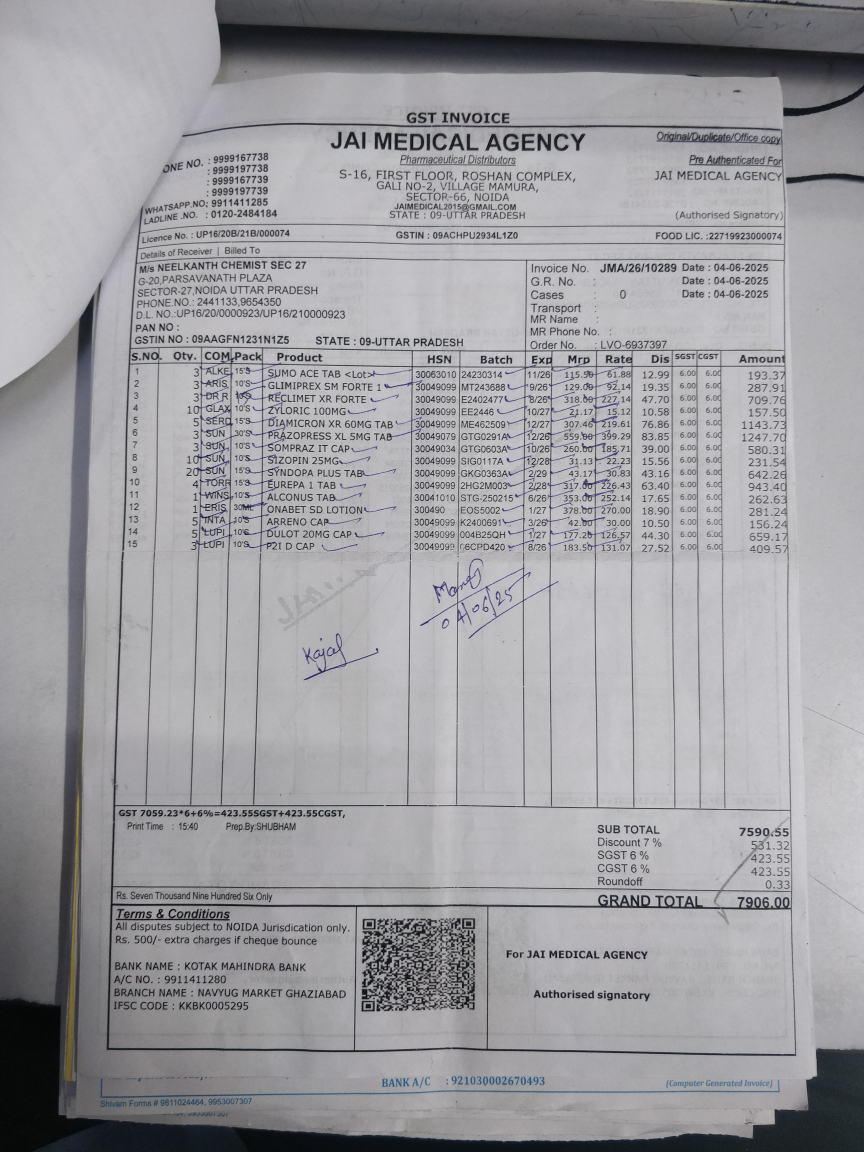 GST INVOICE
JAI MEDICAL AGENCY
Original/Duplicate/Office copy
ONE NO. : 9999167738
: 9999197738
: 9999167739
: 9999197739
WHATSAPP.NO: 9911411285
LADLINE .NO. : 0120-2484184
Pharmaceutical Distributors
S-16, FIRST FLOOR, ROSHAN COMPLEX,
GALI NO-2, VILLAGE MAMURA,
SECTOR-66, NOIDA
JAIMEDICAL2015@GMAIL.COM
STATE : 09-UTTAR PRADESH
Pre Authenticated For
JAI MEDICAL AGENCY
(Authorised Signatory)
Licence No. : UP16/20B/21B/000074 GSTIN : 09ACHPU2934L1Z0 FOOD LIC. :22719923000074
Details of Receiver | Billed To
M/s NEELKANTH CHEMIST SEC 27
G-20,PARSAVANATH PLAZA
SECTOR-27,NOIDA UTTAR PRADESH
PHONE.NO.: 2441133,9654350
D.L. NO.:UP16/20/0000923/UP16/210000923
PAN NO :
GSTIN NO : 09AAGFN1231N1Z5 STATE : 09-UTTAR PRADESH
Invoice No. JMA/26/10289 Date : 04-06-2025
G.R. No. : Date : 04-06-2025
Cases : 0 Date : 04-06-2025
Transport :
MR Name :
MR Phone No. :
Order No. : LVO-6937397
S.NO. Qty. COM. Pack Product HSN Batch Exp Mrp Rate Dis SGST CGST Amount
1 3 ALKE 15'S SUMO ACE TAB <Lot> 30063010 24230314 11/26 115.50 61.88 12.99 6.00 6.00 193.37
2 3 ARIS 10'S GLIMIPREX SM FORTE 1 30049099 MT243688 9/26 129.00 92.14 19.35 6.00 6.00 287.91
3 3 DR R 10'S RECLIMET XR FORTE 30049099 E2402477 8/26 318.00 227.14 47.70 6.00 6.00 709.76
4 10 GLAX 10'S ZYLORIC 100MG 30049099 EE2446 10/27 21.17 15.12 10.58 6.00 6.00 157.50
5 5 SERD 15'S DIAMICRON XR 60MG TAB 30049099 ME462509 12/27 307.46 219.61 76.86 6.00 6.00 1143.73
6 3 SUN 30'S PRAZOPRESS XL 5MG TAB 30049079 GTG0291A 12/26 559.00 399.29 83.85 6.00 6.00 1247.70
7 3 SUN 10'S SOMPRAZ IT CAP 30049034 GTG0603A 10/26 260.00 185.71 39.00 6.00 6.00 580.31
8 10 SUN 10'S SIZOPIN 25MG 30049099 SIG0117A 12/28 31.13 22.23 15.56 6.00 6.00 231.54
9 20 SUN 15'S SYNDOPA PLUS TAB 30049099 GKG0363A 2/29 43.17 30.83 43.16 6.00 6.00 642.26
10 4 TORR 15'S EUREPA 1 TAB 30049099 2HG2M003 2/28 317.00 226.43 63.40 6.00 6.00 943.40
11 1 WINS 10'S ALCONUS TAB 30041010 STG-250215 6/26 353.00 252.14 17.65 6.00 6.00 262.63
12 1 ERIS 30ML ONABET SD LOTION 300490 EOS5002 1/27 378.00 270.00 18.90 6.00 6.00 281.24
13 5 INTA 10'S ARRENO CAP 30049099 K2400691 3/26 42.00 30.00 10.50 6.00 6.00 156.24
14 5 LUPI 10'S DULOT 20MG CAP 30049099 004B25QH 1/27 177.20 126.57 44.30 6.00 6.00 659.17
15 3 LUPI 10'S P2I D CAP 30049099 06CPD420 8/26 183.50 131.07 27.52 6.00 6.00 409.57
04/06/25
Kajal
GST 7059.23*6+6%=423.55SGST+423.55CGST,
Print Time : 15:40 Prep.By:SHUBHAM
SUB TOTAL 7590.55
Discount 7 % 531.32
SGST 6 % 423.55
CGST 6 % 423.55
Roundoff 0.33
Rs. Seven Thousand Nine Hundred Six Only
GRAND TOTAL 7906.00
Terms & Conditions
All disputes subject to NOIDA Jurisdication only.
Rs. 500/- extra charges if cheque bounce
BANK NAME : KOTAK MAHINDRA BANK
A/C NO. : 9911411280
BRANCH NAME : NAVYUG MARKET GHAZIABAD
IFSC CODE : KKBK0005295
For JAI MEDICAL AGENCY
Authorised signatory
BANK A/C : 921030002670493 (Computer Generated Invoice)
Shivam Forms # 9811024464, 9953007307